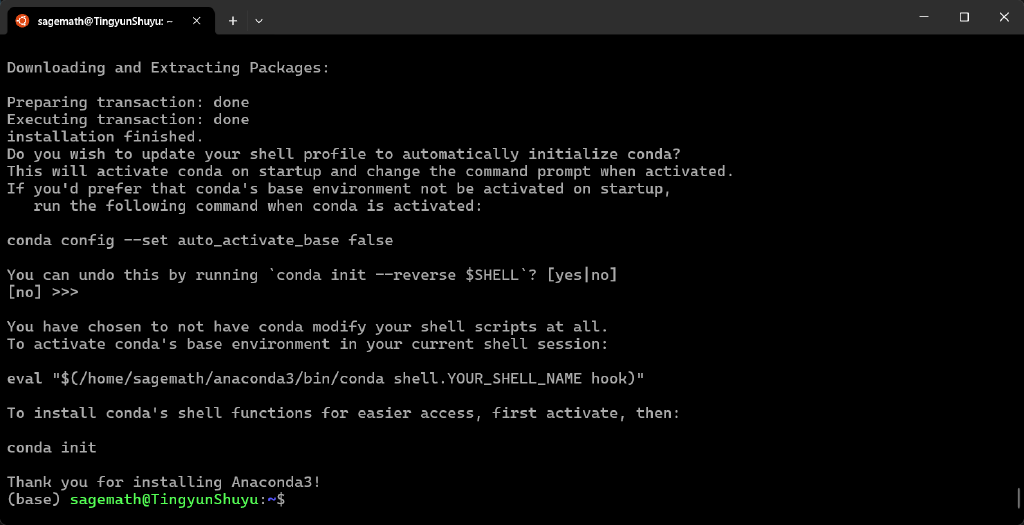 sagemath@TingyunShuyu: ~
Downloading and Extracting Packages:
Preparing transaction: done
Executing transaction: done
installation finished.
Do you wish to update your shell profile to automatically initialize conda?
This will activate conda on startup and change the command prompt when activated.
If you'd prefer that conda's base environment not be activated on startup,
   run the following command when conda is activated:
conda config --set auto_activate_base false
You can undo this by running `conda init --reverse $SHELL`? [yes|no]
[no] >>>
You have chosen to not have conda modify your shell scripts at all.
To activate conda's base environment in your current shell session:
eval "$(/home/sagemath/anaconda3/bin/conda shell.YOUR_SHELL_NAME hook)"
To install conda's shell functions for easier access, first activate, then:
conda init
Thank you for installing Anaconda3!
(base) sagemath@TingyunShuyu:~$